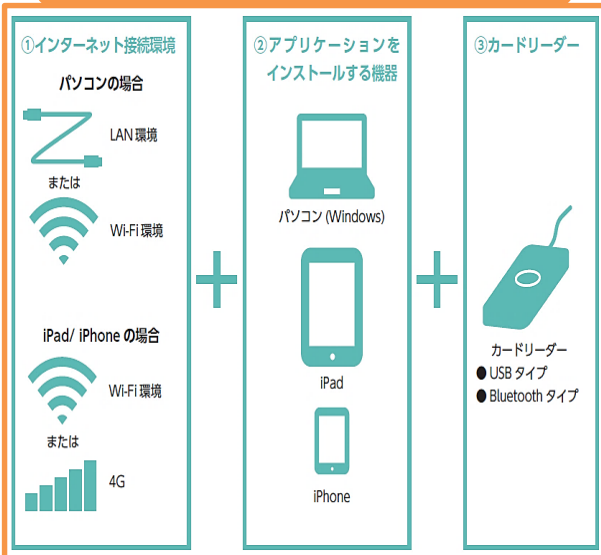 ①インターネット接続環境
パソコンの場合
LAN 環境
または
Wi-Fi 環境
iPad/ iPhone の場合
Wi-Fi 環境
または
4G
②アプリケーションを
インストールする機器
パソコン (Windows)
iPad
iPhone
③カードリーダー
カードリーダー
● USB タイプ
● Bluetooth タイプ